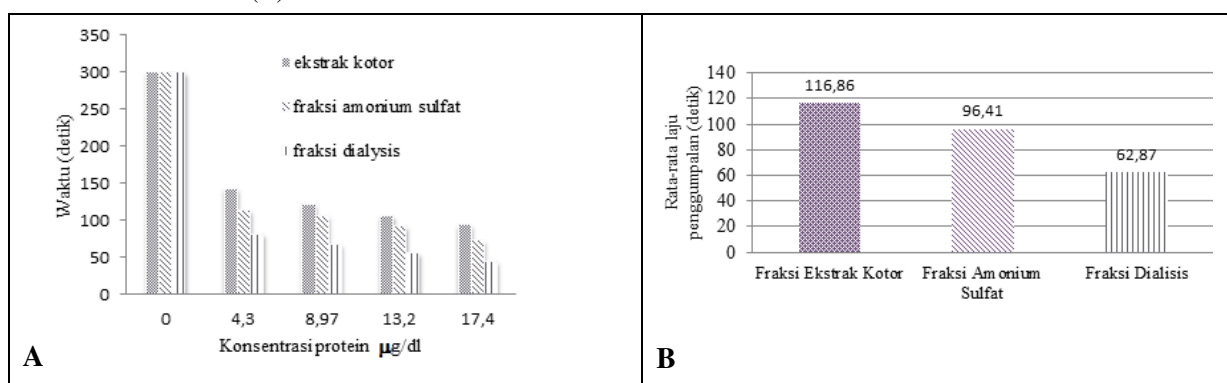 350
300
250
200
150
100
50
0
Waktu (detik)
ekstrak kotor
fraksi amonium sulfat
fraksi dialysis
0 4,3 8,97 13,2 17,4
Konsentrasi protein µg/dl
A
140
120
100
80
60
40
20
0
Rata-rata laju
penggumpalan (detik)
116,86
96,41
62,87
Fraksi Ekstrak Kotor Fraksi Amonium Fraksi Dialisis
Sulfat
B